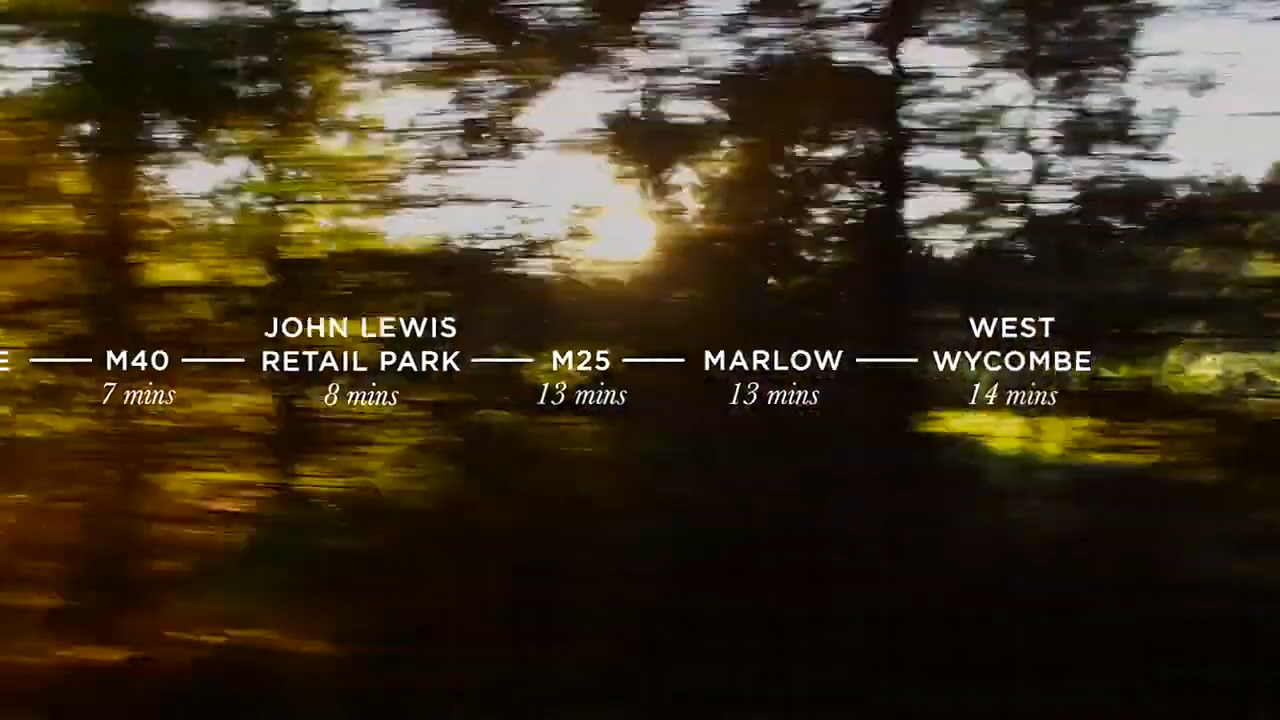 E — M40 — JOHN LEWIS RETAIL PARK — M25 — MARLOW — WEST WYCOMBE
7 mins 8 mins 13 mins 13 mins 14 mins